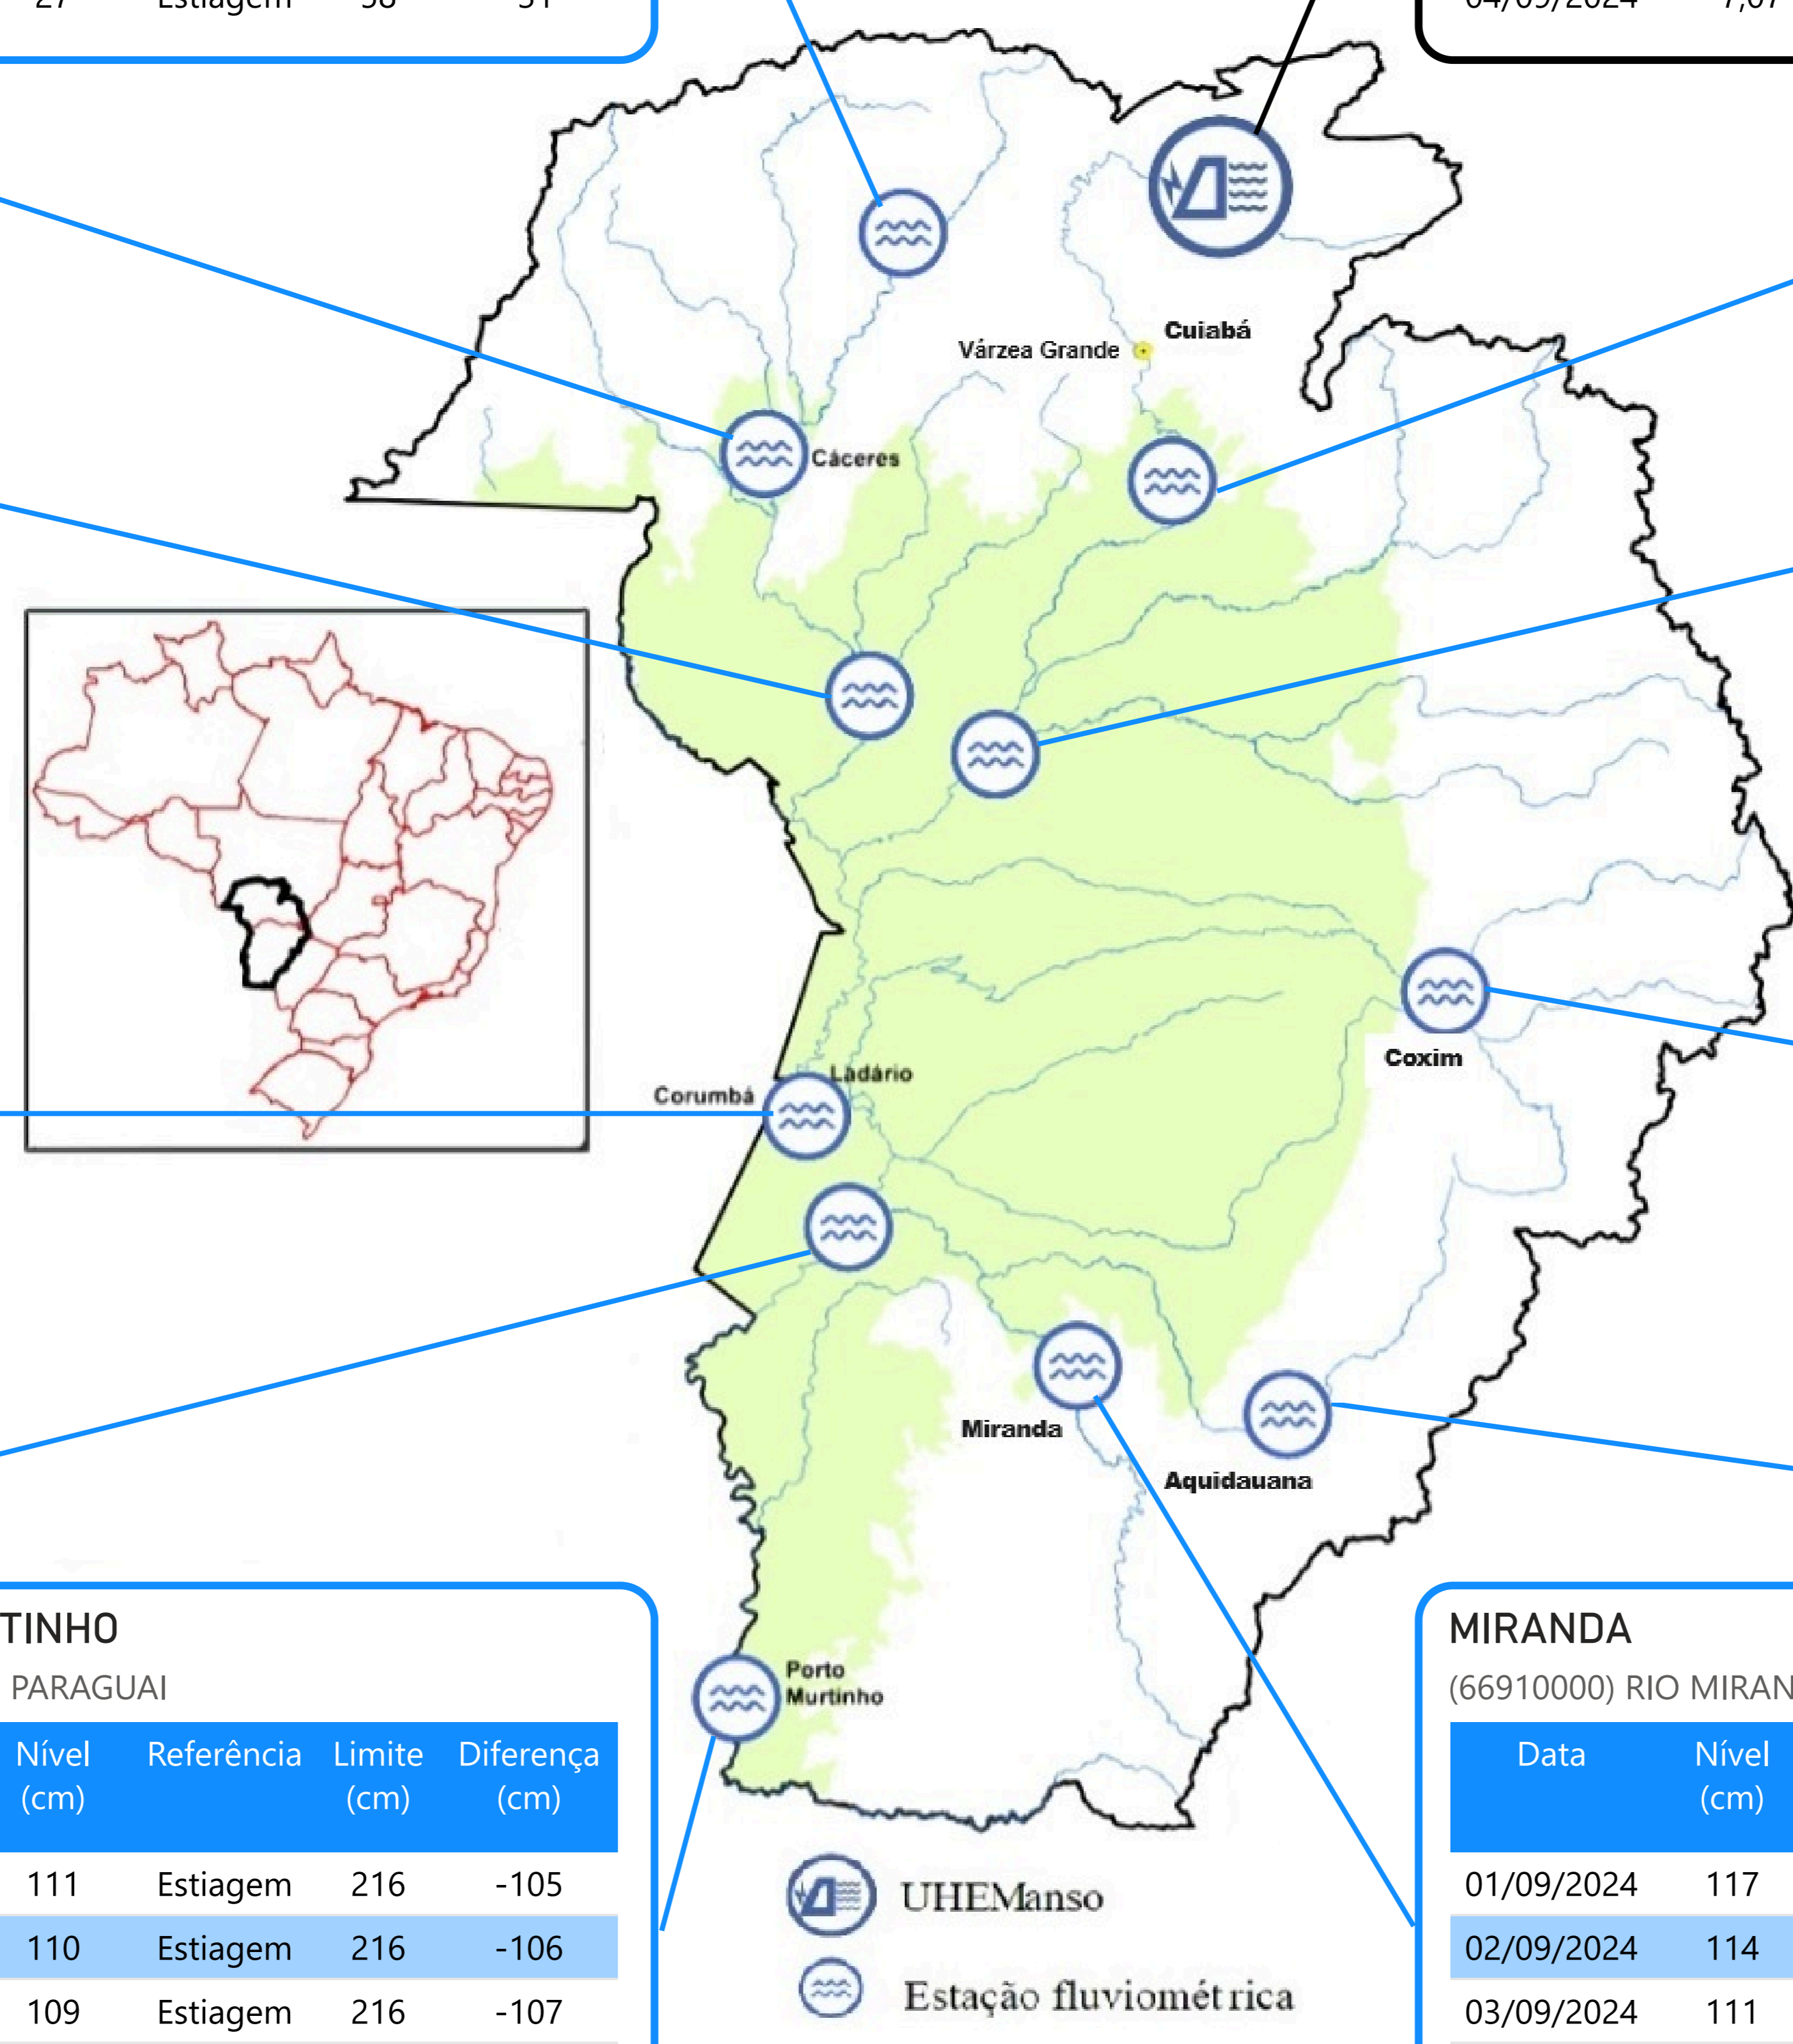 Cuiabá
Várzea Grande
Cáceres
Ladário
Corumbá
Coxim
Miranda
Aquidauana
Porto
Murtinho
TINHO
PARAGUAI
Nível Referência Limite Diferença
(cm) (cm) (cm)
111 Estiagem 216 -105
110 Estiagem 216 -106
109 Estiagem 216 -107
MIRANDA
(66910000) RIO MIRAN
Data Nível
(cm)
01/09/2024 117
02/09/2024 114
03/09/2024 111
UHEManso
Estação fluviométrica